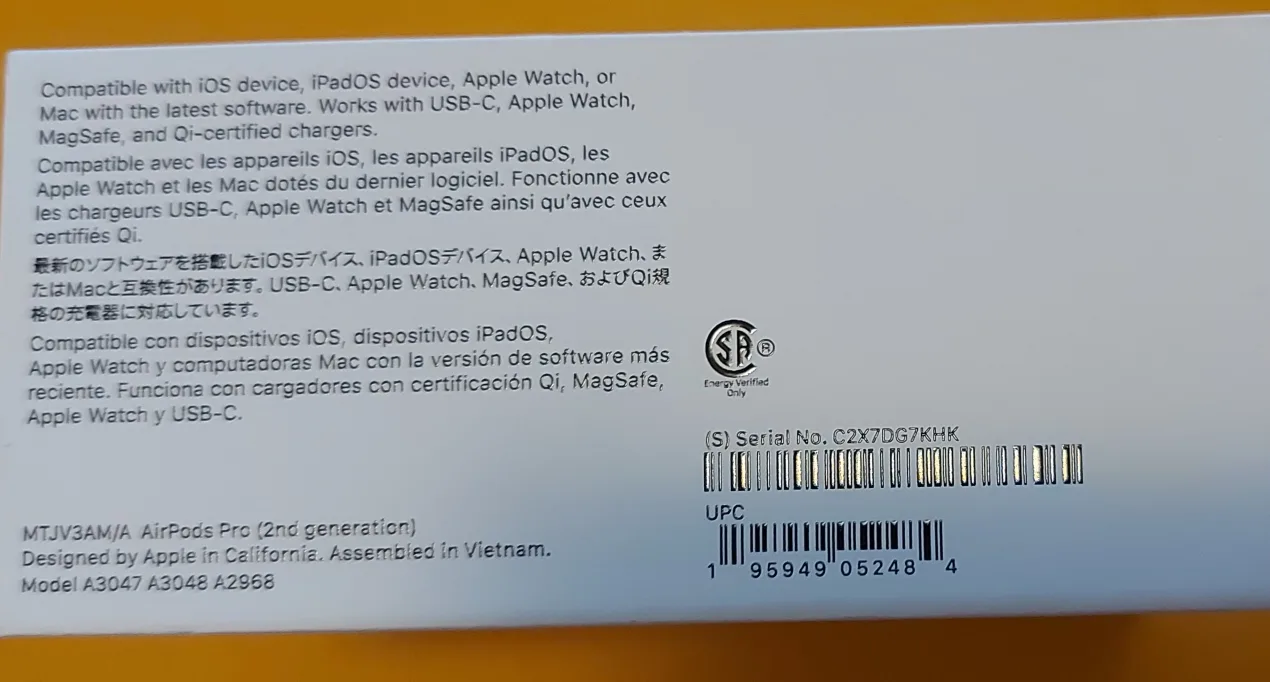 Compatible with iOS device, iPadOS device, Apple Watch, or
Mac with the latest software. Works with USB-C, Apple Watch,
MagSafe, and Qi-certified chargers.
Compatible avec les appareils iOS, les appareils iPadOS, les
Apple Watch et les Mac dotés du dernier logiciel. Fonctionne avec
les chargeurs USB-C, Apple Watch et MagSafe ainsi qu'avec ceux
certifiés Qi.
最新のソフトウェアを搭載したiOSデバイス、iPadOSデバイス、Apple Watch、ま
たはMacと互換性があります。USB-C、Apple Watch、MagSafe、およびQi規
格の充電器に対応しています。
Compatible con dispositivos iOS, dispositivos iPadOS,
Apple Watch y computadoras Mac con la versión de software más
reciente. Funciona con cargadores con certificación Qi, MagSafe,
Apple Watch y USB-C.
MTJV3AM/A AirPods Pro (2nd generation)
Designed by Apple in California. Assembled in Vietnam.
Model A3047 A3048 A2968
SA ®
Energy Verified
Only
(S) Serial No. C2X7DG7KHK
UPC
1 95949 05248 4